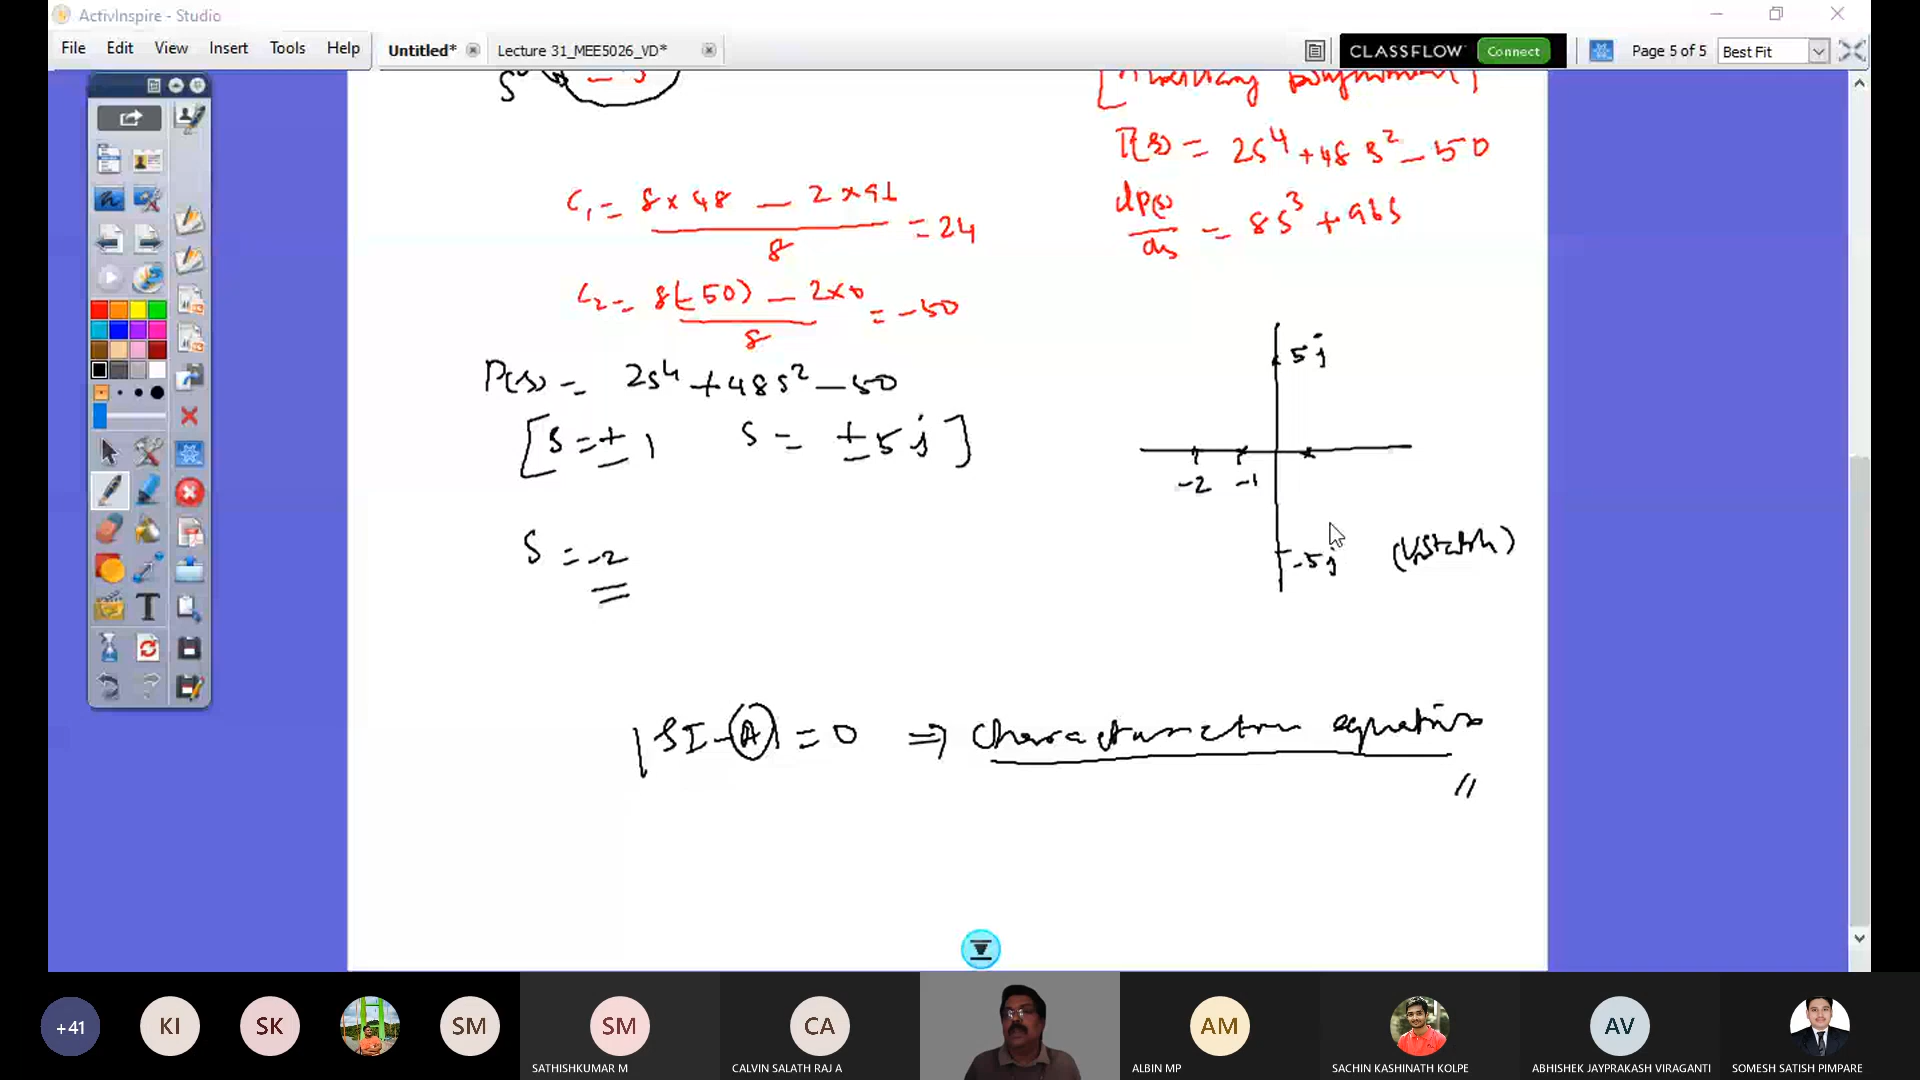 ActivInspire - Studio
File Edit View Insert Tools Help
Untitled* Lecture 31_MEE5026_VD*
CLASSFLOW Connect
Page 5 of 5 Best Fit
polynomial]
P(s) = 2s⁴ + 48s² - 50
dP(s)/ds = 8s³ + 96s
C₁ = (8×48 - 2×96)/8 = 24
C₂ = (8(-50) - 2×0)/8 = -50
P(s) = 2s⁴ + 48s² - 50
[s = ± 1 s = ± 5j]
s = -2
5j
-2 -1
-5j
|SI - A| = 0 ⇒ Characteristic equation
+41 KI SK SM SM CA AM AV
SATHISHKUMAR M
CALVIN SALATH RAJ A
ALBIN MP
SACHIN KASHINATH KOLPE
ABHISHEK JAYPRAKASH VIRAGANTI
SOMESH SATISH PIMPARE